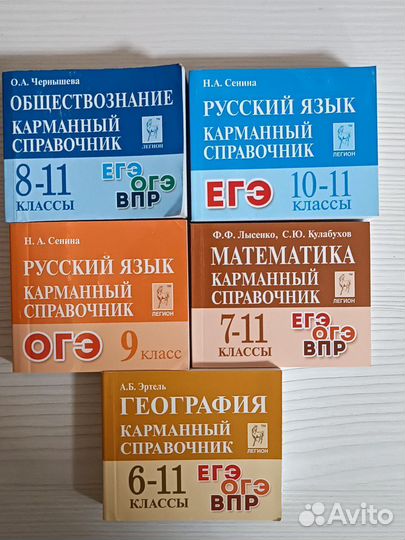 О.А. Чернышева
ОБЩЕСТВОЗНАНИЕ
КАРМАННЫЙ
СПРАВОЧНИК
ЛЕГИОН
8-11
КЛАССЫ
ЕГЭ
ОГЭ
ВПР
Н.А. Сенина
РУССКИЙ ЯЗЫК
КАРМАННЫЙ
СПРАВОЧНИК
ЛЕГИОН
ЕГЭ
10-11
КЛАССЫ
Н. А. Сенина
РУССКИЙ ЯЗЫК
КАРМАННЫЙ
СПРАВОЧНИК
ЛЕГИОН
ОГЭ
9 класс
Ф.Ф. Лысенко, С.Ю. Кулабухов
МАТЕМАТИКА
КАРМАННЫЙ
СПРАВОЧНИК
ЛЕГИОН
7-11
КЛАССЫ
ЕГЭ
ОГЭ
ВПР
А.Б. Эртель
ГЕОГРАФИЯ
КАРМАННЫЙ
СПРАВОЧНИК
ЛЕГИОН
6-11
КЛАССЫ
ЕГЭ
ОГЭ
ВПР
Avito